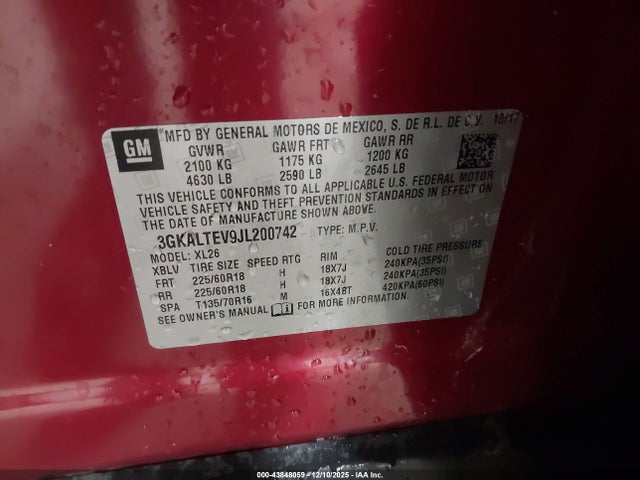 GM
MFD BY GENERAL MOTORS DE MEXICO, S. DE R.L. DE C.V. 10/17
GVWR GAWR FRT GAWR RR
2100 KG 1175 KG 1200 KG
4630 LB 2590 LB 2645 LB
THIS VEHICLE CONFORMS TO ALL APPLICABLE U.S. FEDERAL MOTOR
VEHICLE SAFETY AND THEFT PREVENTION STANDARDS IN EFFECT ON
THE DATE OF MANUFACTURE SHOWN ABOVE.
3GKALTEV9JL200742 TYPE: M.P.V.
MODEL: XL26
XBLV TIRE SIZE SPEED RTG RIM COLD TIRE PRESSURE
FRT 225/60R18 H 18X7J 240KPA(35PSI)
RR 225/60R18 H 18X7J 240KPA(35PSI)
SPA T135/70R16 M 16X48T 420KPA(60PSI)
SEE OWNER'S MANUAL FOR MORE INFORMATION.
000-43848059 - 12/10/2025 - IAAI.com